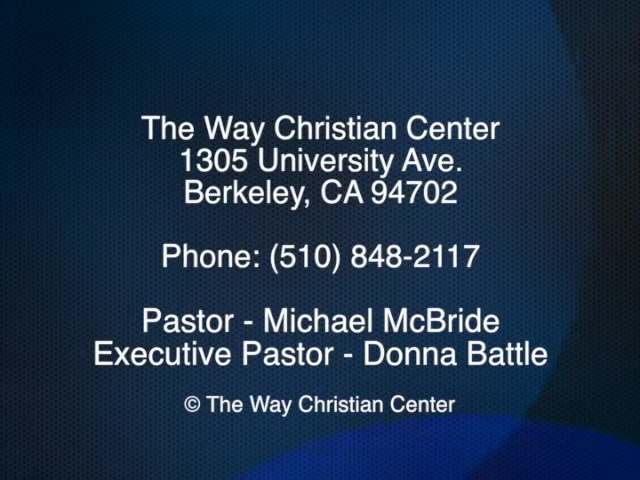 The Way Christian Center
1305 University Ave.
Berkeley, CA 94702
Phone: (510) 848-2117
Pastor - Michael McBride
Executive Pastor - Donna Battle
© The Way Christian Center